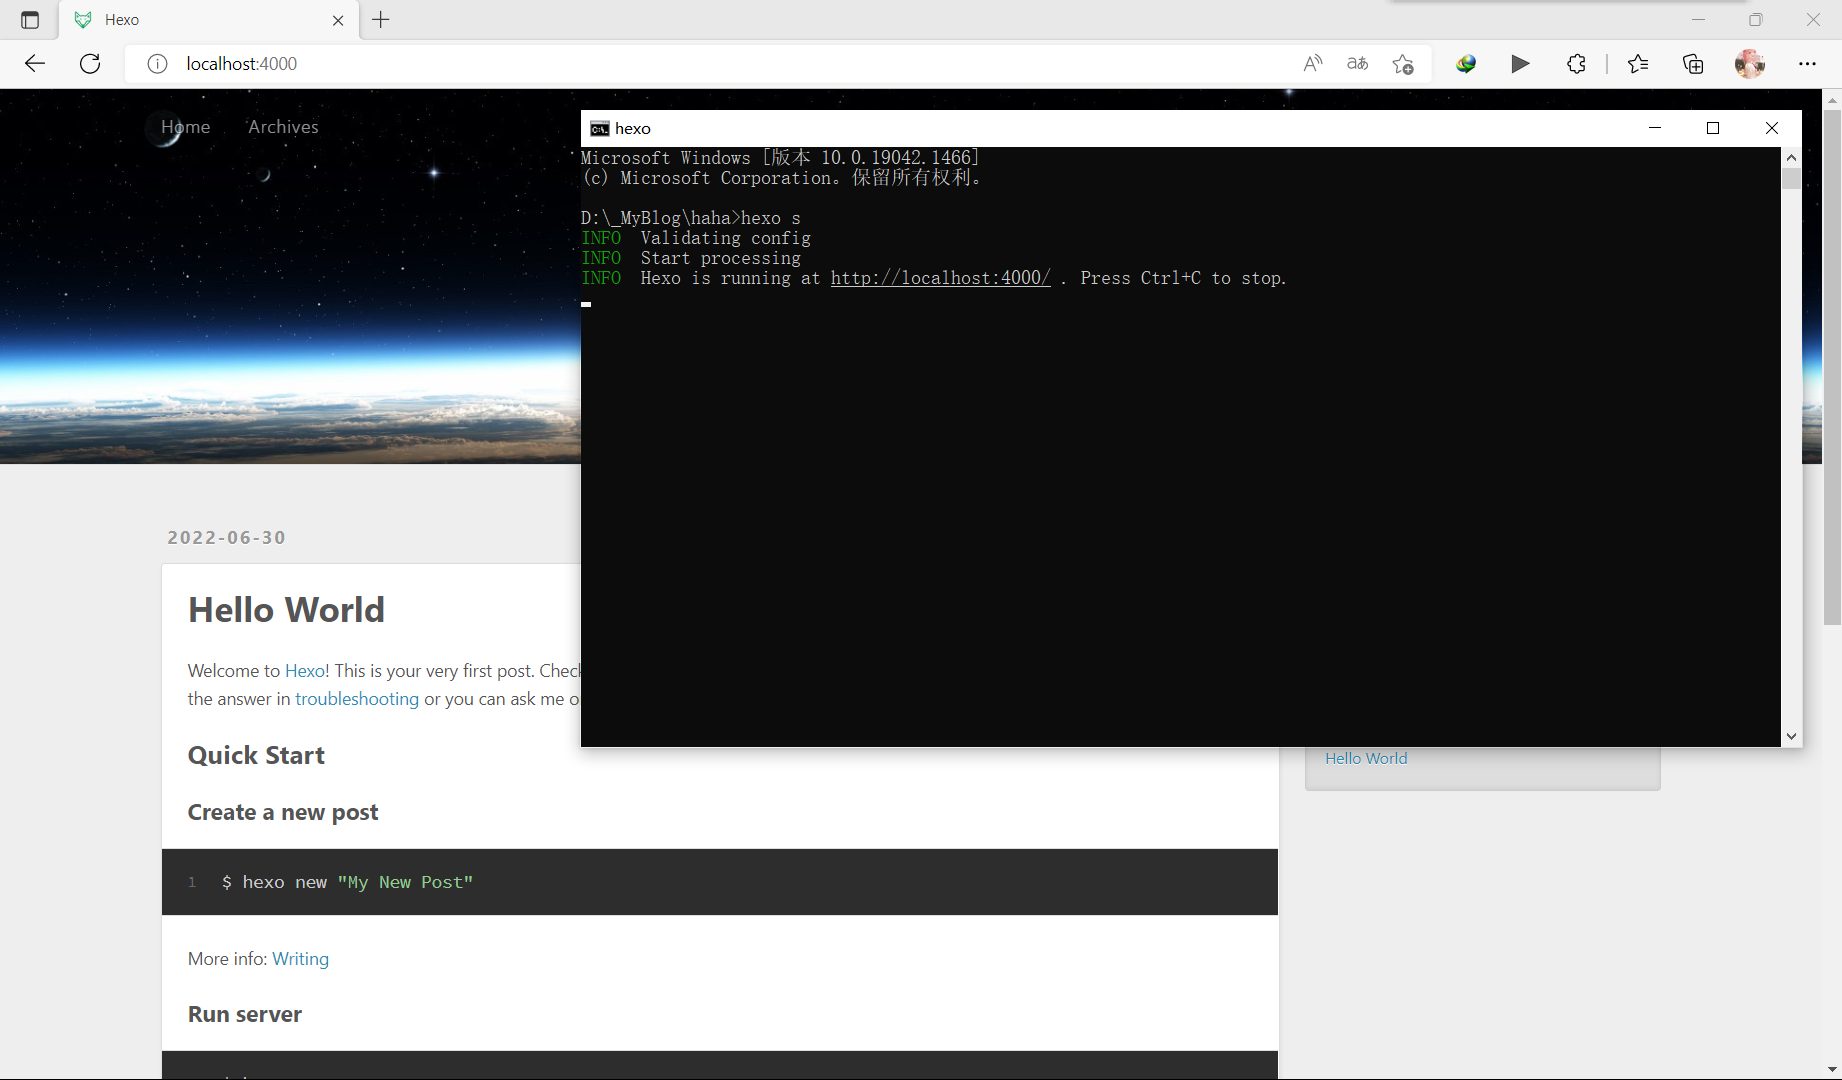 Hexo
localhost:4000
Home Archives
hexo
Microsoft Windows [版本 10.0.19042.1466]
(c) Microsoft Corporation。保留所有权利。
D:\_MyBlog\haha>hexo s
INFO  Validating config
INFO  Start processing
INFO  Hexo is running at http://localhost:4000/ . Press Ctrl+C to stop.
2022-06-30
Hello World
Welcome to Hexo! This is your very first post. Check
the answer in troubleshooting or you can ask me o
Quick Start
Hello World
Create a new post
1 $ hexo new "My New Post"
More info: Writing
Run server